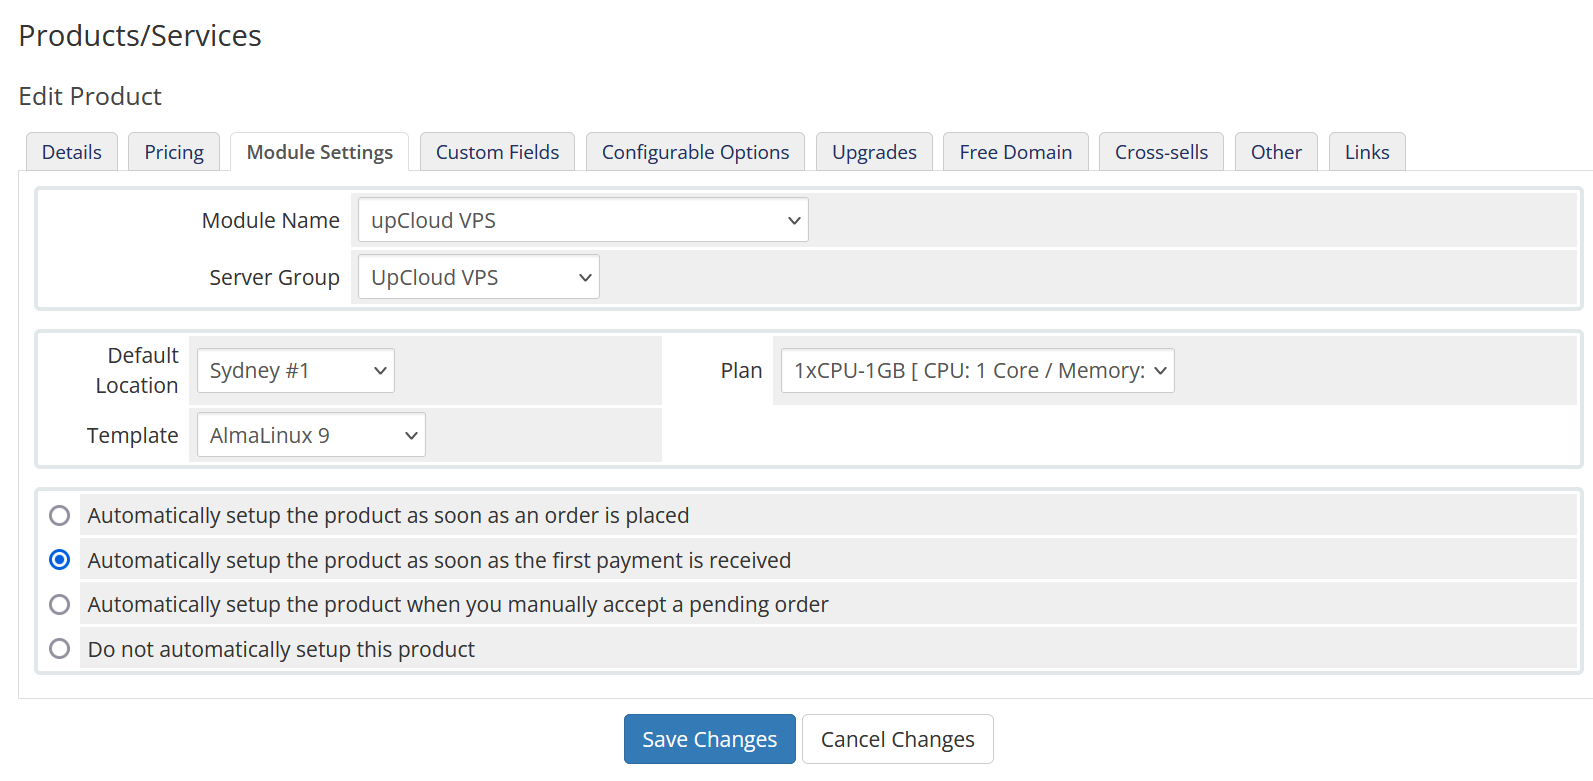 Products/Services
Edit Product
Details Pricing Module Settings Custom Fields Configurable Options Upgrades Free Domain Cross-sells Other Links
Module Name upCloud VPS
Server Group UpCloud VPS
Default Location Sydney #1 Plan 1xCPU-1GB [ CPU: 1 Core / Memory:
Template AlmaLinux 9
Automatically setup the product as soon as an order is placed
Automatically setup the product as soon as the first payment is received
Automatically setup the product when you manually accept a pending order
Do not automatically setup this product
Save Changes Cancel Changes